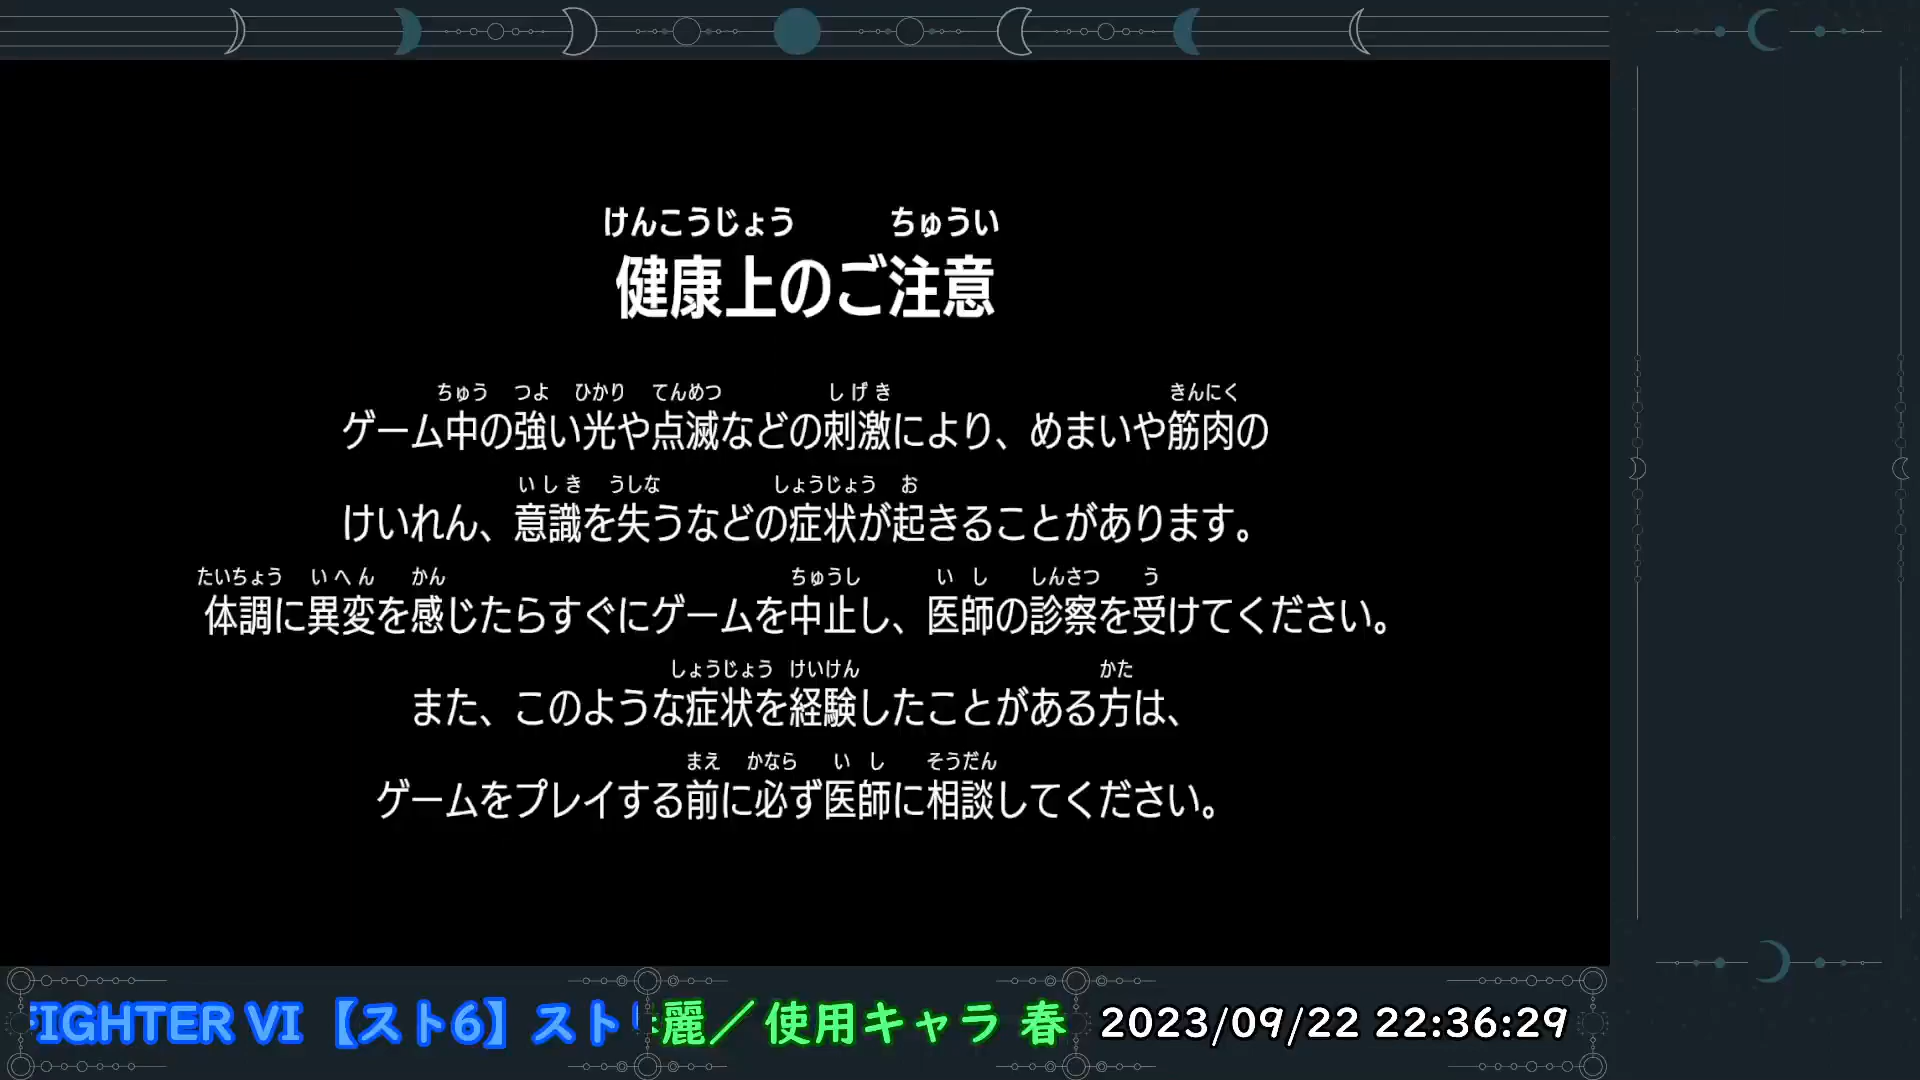 けんこうじょう ちゅうい
健康上のご注意
ちゅう つよ ひかり てんめつ しげき きんにく
ゲーム中の強い光や点滅などの刺激により、めまいや筋肉の
いしき うしな しょうじょう お
けいれん、意識を失うなどの症状が起きることがあります。
たいちょう いへん かん ちゅうし いし しんさつ う
体調に異変を感じたらすぐにゲームを中止し、医師の診察を受けてください。
しょうじょう けいけん かた
また、このような症状を経験したことがある方は、
まえ かなら いし そうだん
ゲームをプレイする前に必ず医師に相談してください。
FIGHTER VI【スト6】スト
麗／使用キャラ 春
2023/09/22 22:36:29